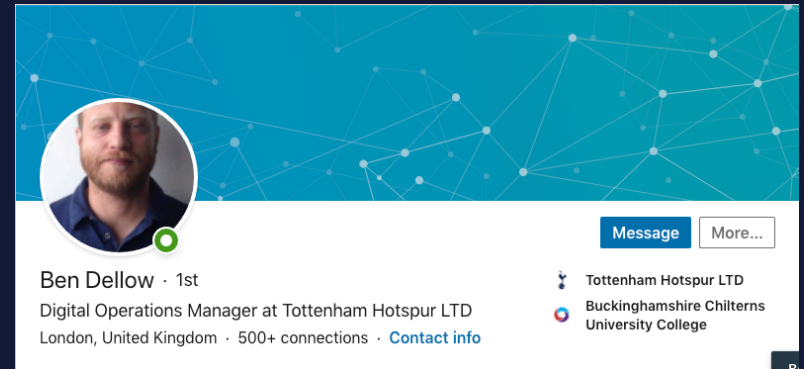 Message
More...
Ben Dellow · 1st
Tottenham Hotspur LTD
Digital Operations Manager at Tottenham Hotspur LTD
Buckinghamshire Chilterns
University College
London, United Kingdom · 500+ connections · Contact info